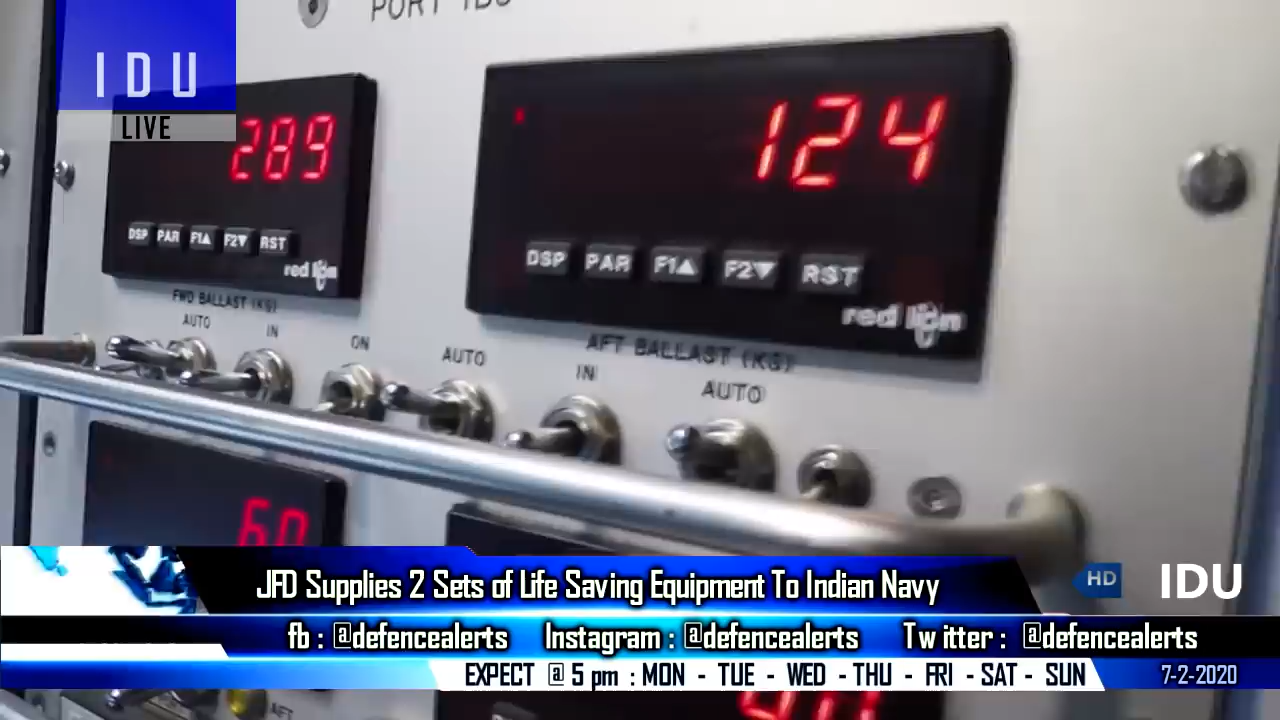 PORT
IDU
LIVE
289
124
DSP PAR F1▲ F2▼ RST
red lion
DSP PAR F1▲ F2▼ RST
red lion
FWD BALLAST (KG)
AUTO IN ON
AFT BALLAST (KG)
AUTO IN AUTO
60
JFD Supplies 2 Sets of Life Saving Equipment To Indian Navy
HD IDU
fb : @defencealerts Instagram : @defencealerts Twitter : @defencealerts
EXPECT @ 5 pm : MON - TUE - WED - THU - FRI - SAT - SUN
7-2-2020
AFT